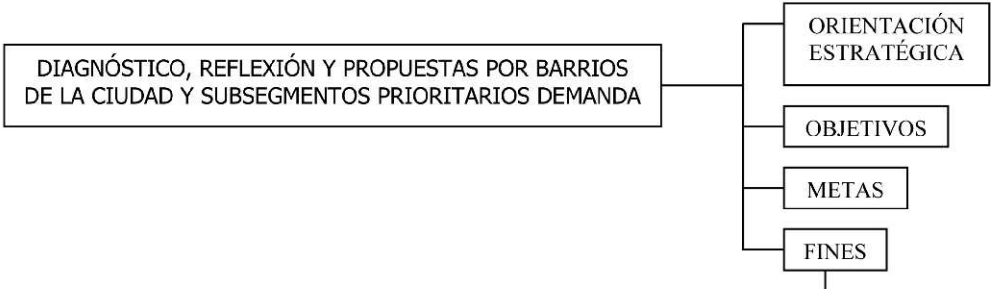 DIAGNÓSTICO, REFLEXIÓN Y PROPUESTAS POR BARRIOS
DE LA CIUDAD Y SUBSEGMENTOS PRIORITARIOS DEMANDA
ORIENTACIÓN
ESTRATÉGICA
OBJETIVOS
METAS
FINES